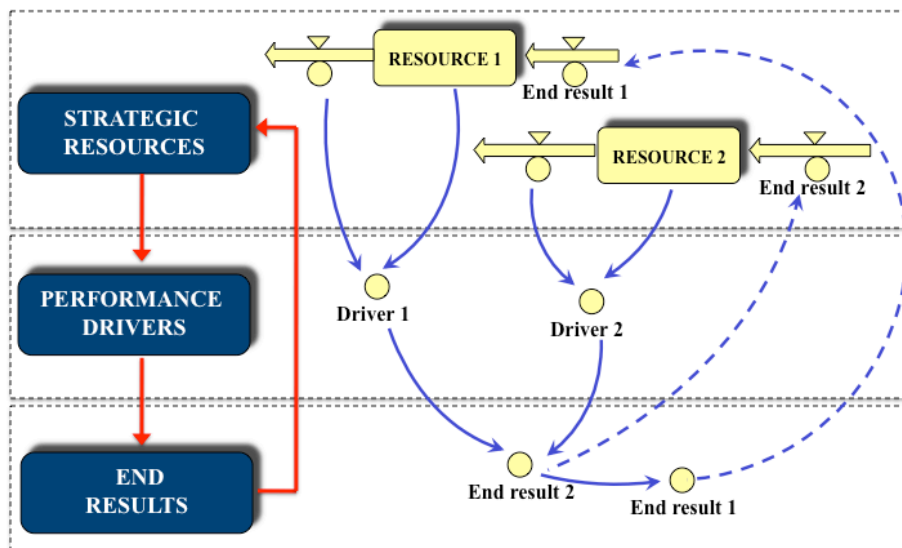 RESOURCE 1
End result 1
STRATEGIC
RESOURCES
RESOURCE 2
End result 2
PERFORMANCE
DRIVERS
Driver 1
Driver 2
END
RESULTS
End result 2
End result 1